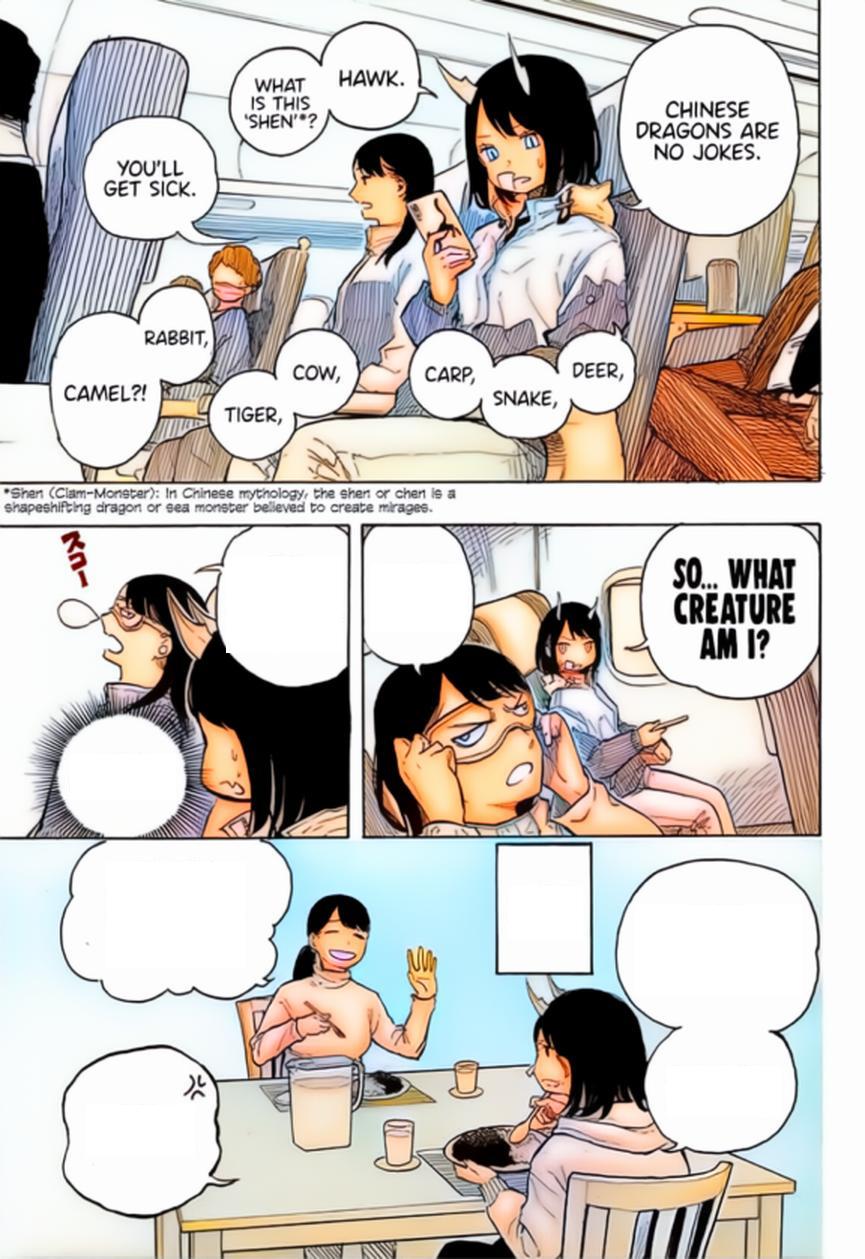 CHINESE
DRAGONS ARE
NO JOKES.
HAWK.
WHAT
IS THIS
'SHEN'*?
YOU'LL
GET SICK.
DEER,
SNAKE,
CARP,
COW,
TIGER,
RABBIT,
CAMEL?!
*Shen (Clam-Monster): In Chinese mythology, the shen or chen is a
shapeshifting dragon or sea monster believed to create mirages.
SO... WHAT
CREATURE
AM I?
スコー